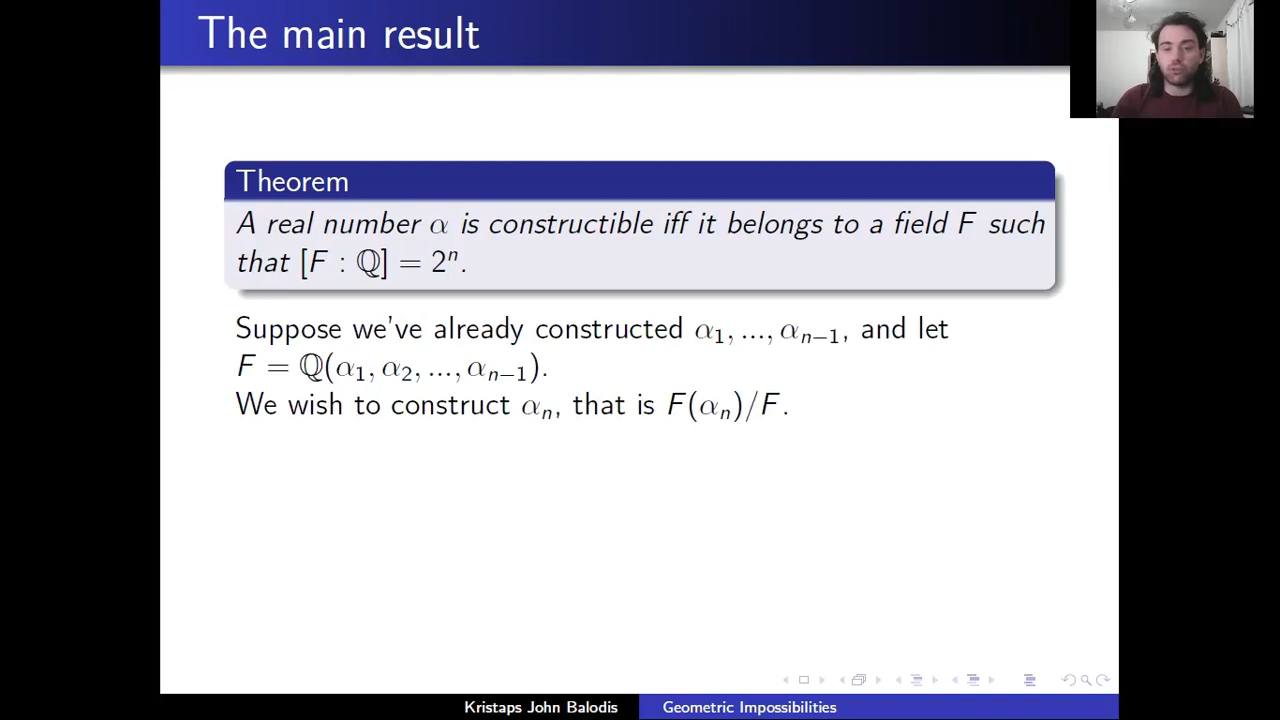 The main result
Theorem
A real number α is constructible iff it belongs to a field F such
that [F : ℚ] = 2ⁿ.
Suppose we've already constructed α₁, ..., αₙ₋₁, and let
F = ℚ(α₁, α₂, ..., αₙ₋₁).
We wish to construct αₙ, that is F(αₙ)/F.
Kristaps John Balodis
Geometric Impossibilities